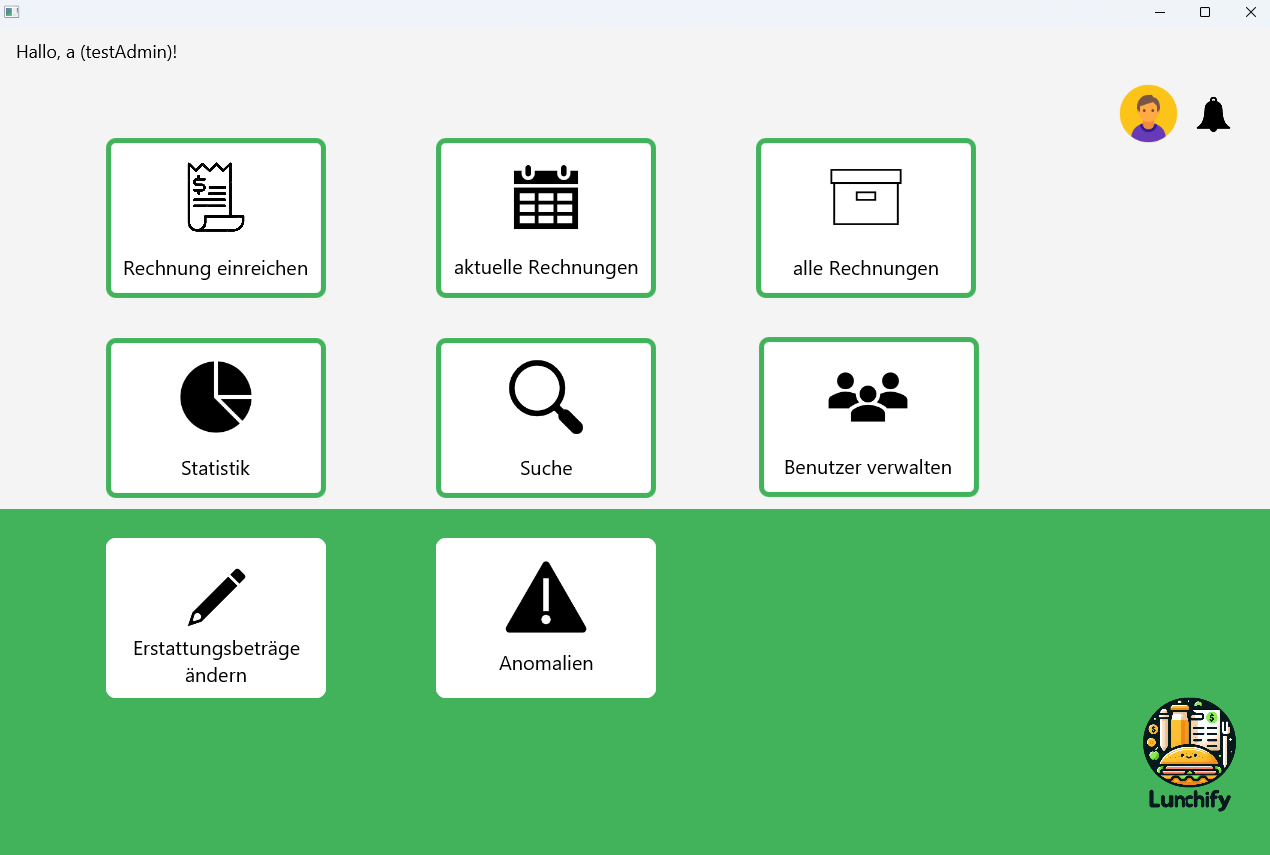 Hallo, a (testAdmin)!
Rechnung einreichen
aktuelle Rechnungen
alle Rechnungen
Statistik
Suche
Benutzer verwalten
Erstattungsbeträge
ändern
Anomalien
Lunchify